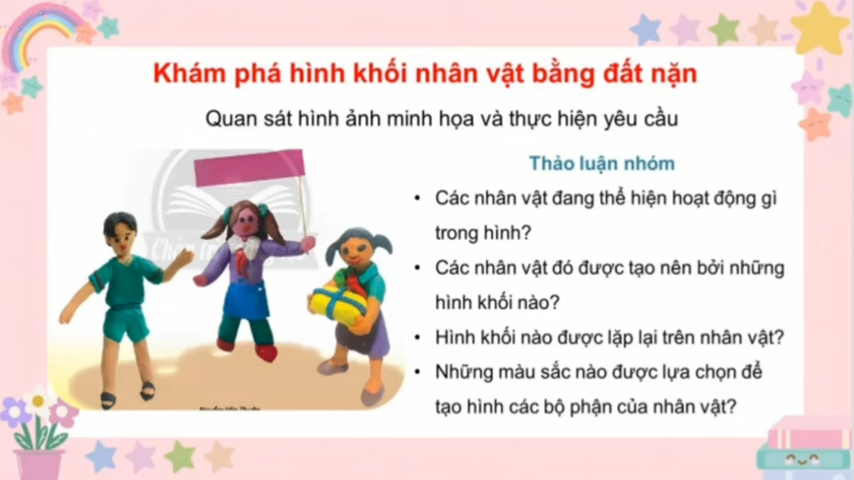 Khám phá hình khối nhân vật bằng đất nặn
Quan sát hình ảnh minh họa và thực hiện yêu cầu
Thảo luận nhóm
• Các nhân vật đang thể hiện hoạt động gì
trong hình?
• Các nhân vật đó được tạo nên bởi những
hình khối nào?
• Hình khối nào được lặp lại trên nhân vật?
• Những màu sắc nào được lựa chọn để
tạo hình các bộ phận của nhân vật?